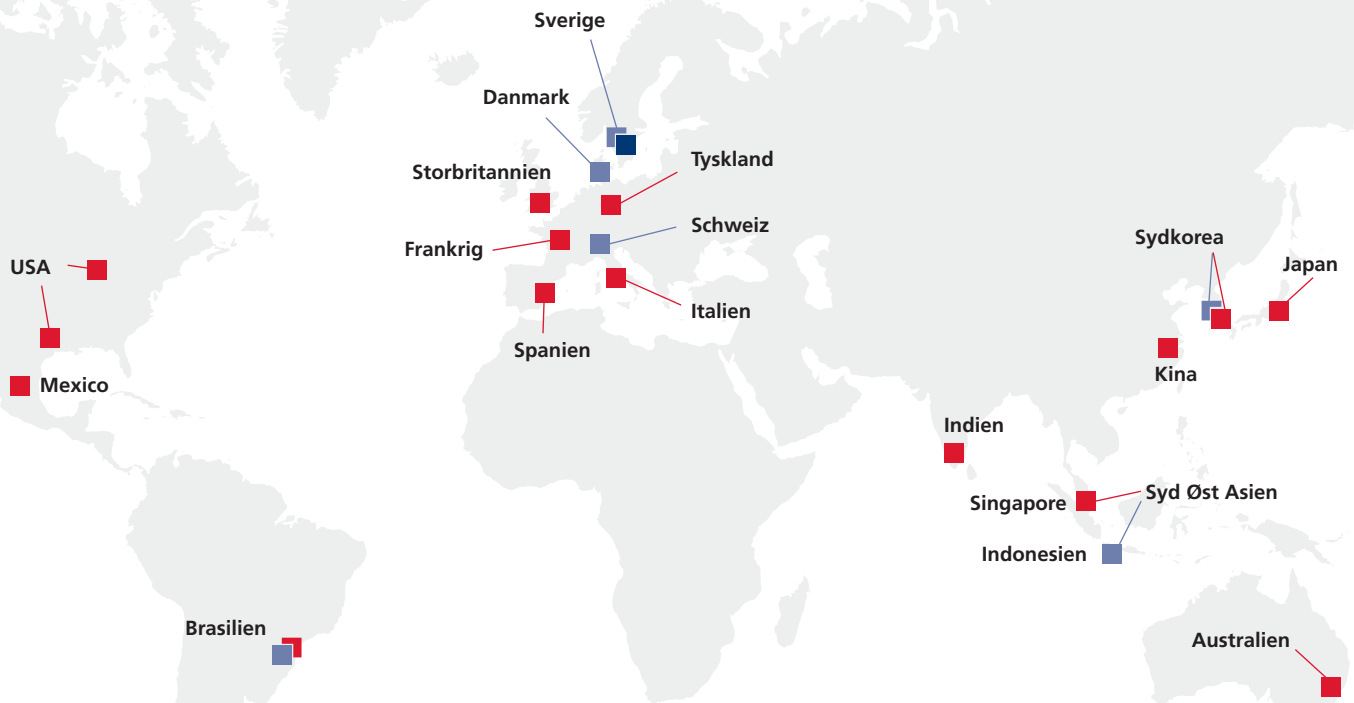 Sverige
Danmark
Storbritannien
Tyskland
Schweiz
Frankrig
Sydkorea
Japan
USA
Italien
Spanien
Kina
Mexico
Indien
Syd Øst Asien
Singapore
Indonesien
Brasilien
Australien